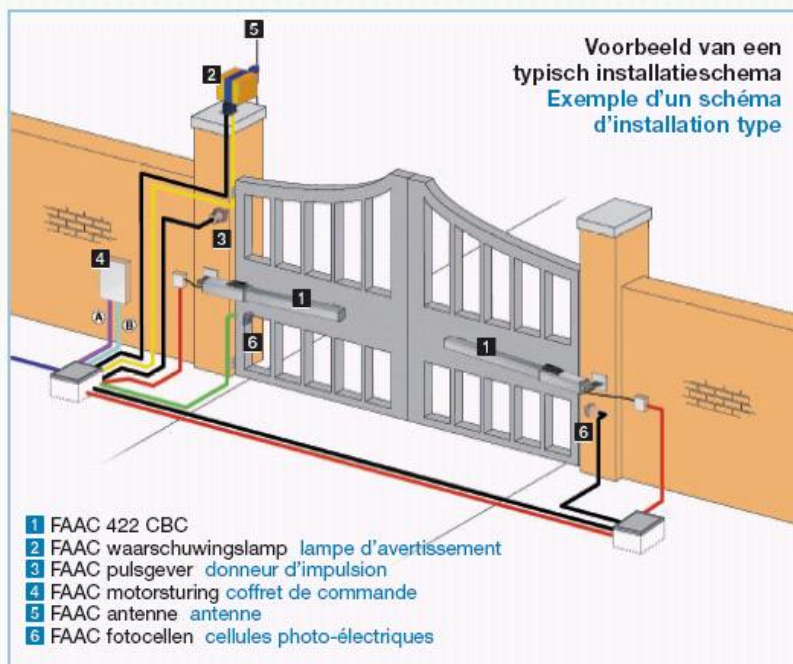 5
2
Voorbeeld van een
typisch installatieschema
Exemple d'un schéma
d'installation type
3
4
1
A
B
6
1
6
1 FAAC 422 CBC
2 FAAC waarschuwingslamp lampe d'avertissement
3 FAAC pulsgever donneur d'impulsion
4 FAAC motorsturing coffret de commande
5 FAAC antenne antenne
6 FAAC fotocellen cellules photo-électriques